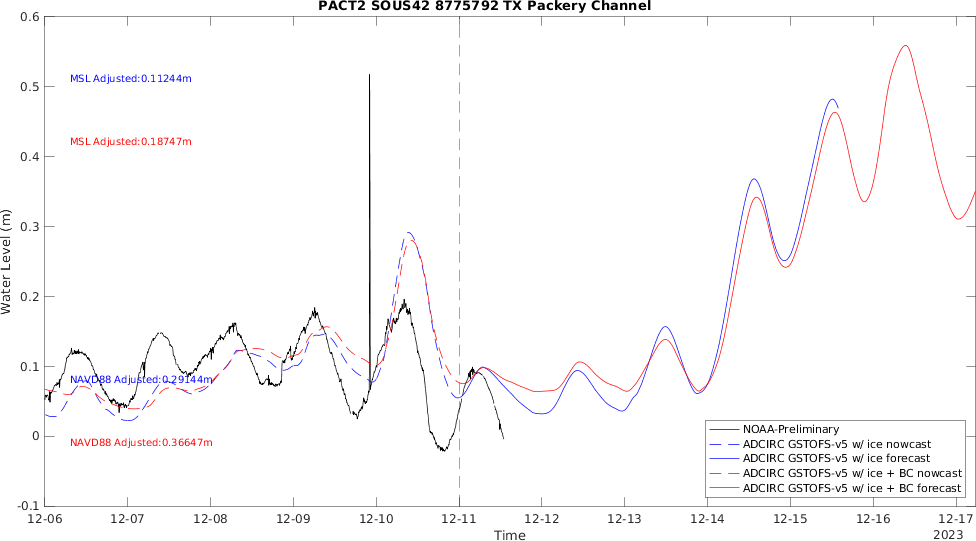 PACT2 SOUS42 8775792 TX Packery Channel
0.6
MSL Adjusted:0.11244m
0.5
MSL Adjusted:0.18747m
0.4
0.3
Water Level (m)
0.2
0.1
NAVD88 Adjusted:0.29144m
0
NAVD88 Adjusted:0.36647m
NOAA-Preliminary
ADCIRC GSTOFS-v5 w/ ice nowcast
ADCIRC GSTOFS-v5 w/ ice forecast
ADCIRC GSTOFS-v5 w/ ice + BC nowcast
ADCIRC GSTOFS-v5 w/ ice + BC forecast
-0.1
12-06 12-07 12-08 12-09 12-10 12-11 12-12 12-13 12-14 12-15 12-16 12-17
Time
2023